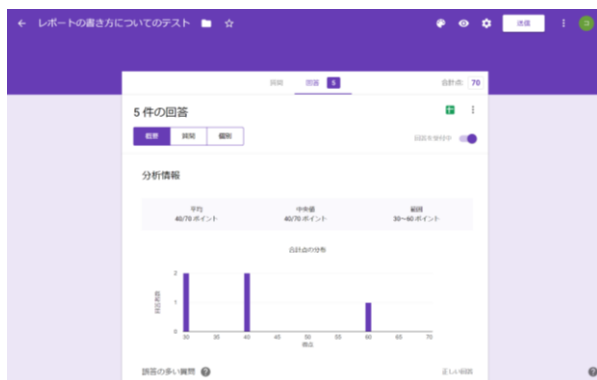 レポートの書き方についてのテスト
送信
質問 回答 5 合計点: 70
5 件の回答
概要 質問 個別
回答を受付中
分析情報
平均 中央値 範囲
40/70 ポイント 40/70 ポイント 30～60 ポイント
合計点の分布
回答者数
2
1
0
30 35 40 45 50 55 60 65 70
得点
誤答の多い質問 正しい回答